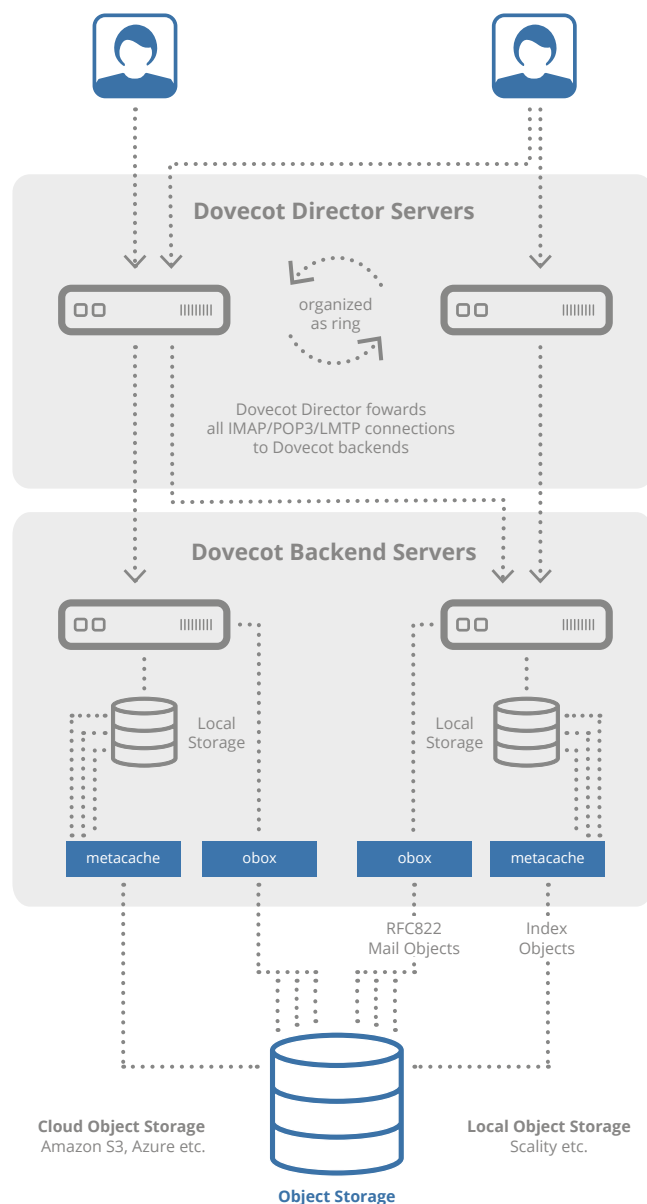 Dovecot Director Servers
organized
as ring
Dovecot Director fowards
all IMAP/POP3/LMTP connections
to Dovecot backends
Dovecot Backend Servers
Local
Storage
Local
Storage
metacache
obox
obox
metacache
RFC822
Mail Objects
Index
Objects
Cloud Object Storage
Amazon S3, Azure etc.
Local Object Storage
Scality etc.
Object Storage